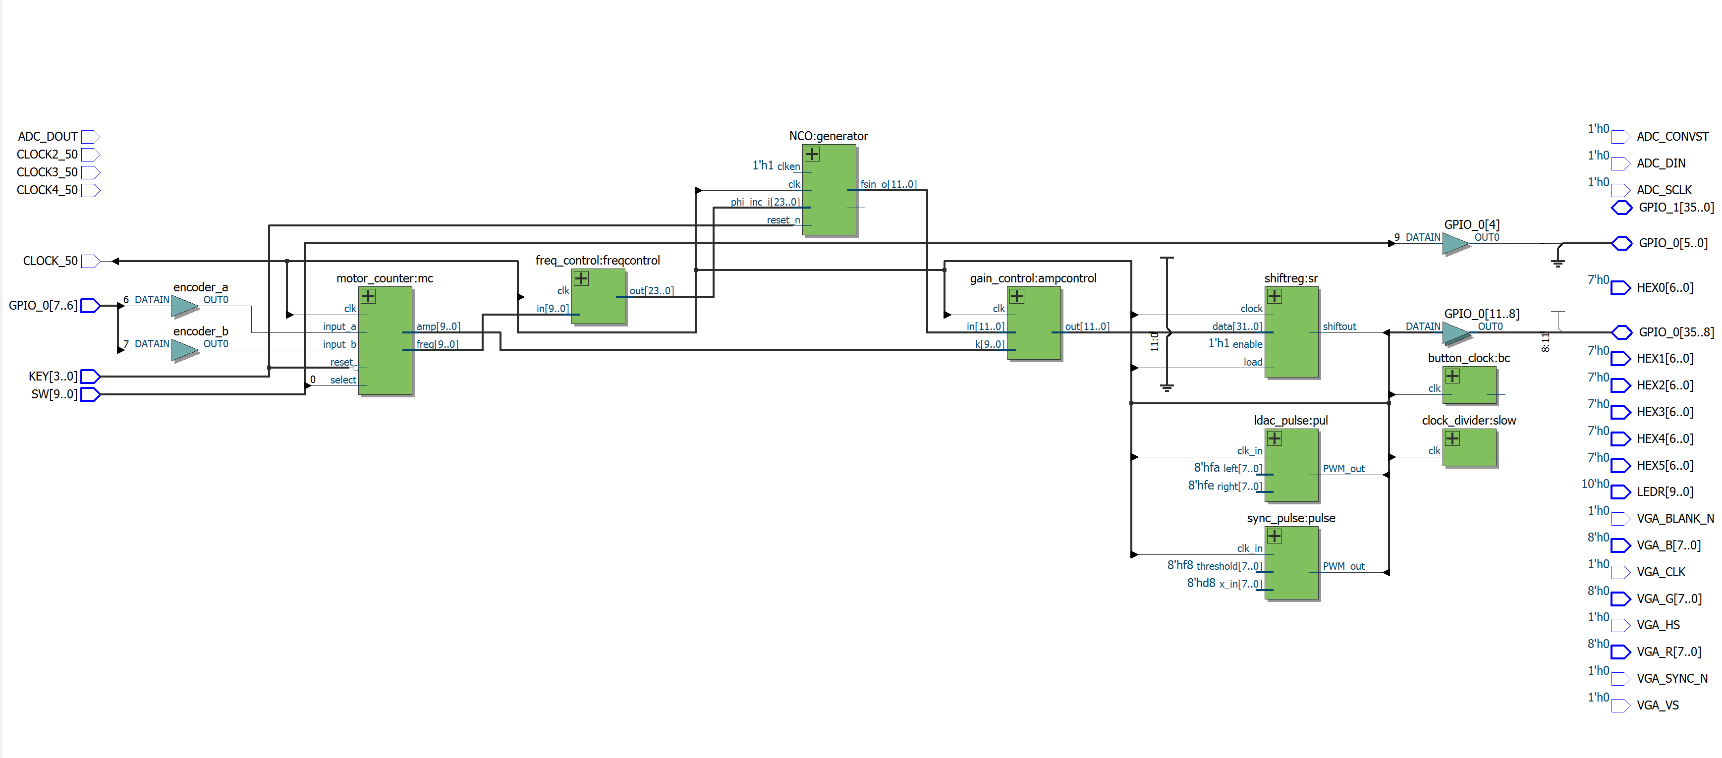 ADC_DOUT
CLOCK2_50
CLOCK3_50
CLOCK4_50
CLOCK_50
GPIO_0[7..6]
KEY[3..0]
SW[9..0]
encoder_a
6 DATAIN OUT0
encoder_b
7 DATAIN OUT0
0
motor_counter:mc
clk
input_a
input_b
reset
select
amp[9..0]
freq[9..0]
freq_control:freqcontrol
clk
in[9..0]
out[23..0]
NCO:generator
1'h1 clken
clk
phi_inc_i[23..0]
reset_n
fsin_o[11..0]
gain_control:ampcontrol
clk
in[11..0]
k[9..0]
out[11..0]
11:0
shiftreg:sr
clock
data[31..0]
1'h1 enable
load
shiftout
ldac_pulse:pul
clk_in
8'hfa left[7..0]
8'hfe right[7..0]
PWM_out
sync_pulse:pulse
clk_in
8'hf8 threshold[7..0]
8'hd8 x_in[7..0]
PWM_out
GPIO_0[4]
9 DATAIN OUT0
GPIO_0[11..8]
DATAIN OUT0
8:11
button_clock:bc
clk
clock_divider:slow
clk
1'h0 ADC_CONVST
1'h0 ADC_DIN
1'h0 ADC_SCLK
GPIO_1[35..0]
GPIO_0[5..0]
7'h0 HEX0[6..0]
GPIO_0[35..8]
7'h0 HEX1[6..0]
7'h0 HEX2[6..0]
7'h0 HEX3[6..0]
7'h0 HEX4[6..0]
7'h0 HEX5[6..0]
10'h0 LEDR[9..0]
1'h0 VGA_BLANK_N
8'h0 VGA_B[7..0]
1'h0 VGA_CLK
8'h0 VGA_G[7..0]
1'h0 VGA_HS
8'h0 VGA_R[7..0]
1'h0 VGA_SYNC_N
1'h0 VGA_VS